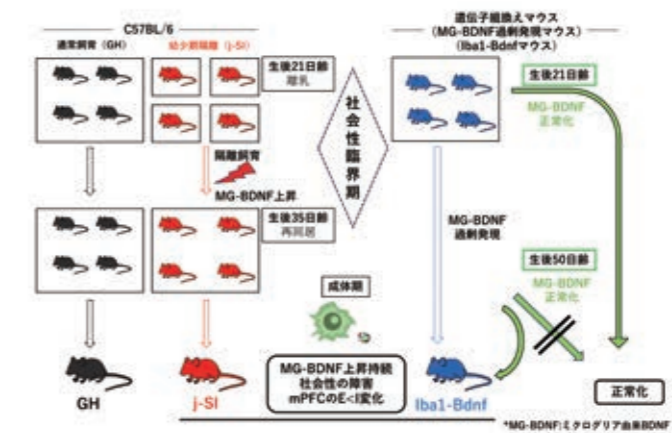 C57BL/6
通常飼育（GH）
幼少期隔離（j-SI）
生後21日齢
離乳
隔離飼育
MG-BDNF上昇
生後35日齢
再同居
社会性臨界期
遺伝子組換えマウス
（MG-BDNF過剰発現マウス）
（Iba1-Bdnfマウス）
生後21日齢
MG-BDNF
正常化
MG-BDNF
過剰発現
生後50日齢
MG-BDNF
正常化
成体期
GH
j-SI
MG-BDNF上昇持続
社会性の障害
mPFCのE<I変化
Iba1-Bdnf
正常化
*MG-BDNF:ミクログリア由来BDNF